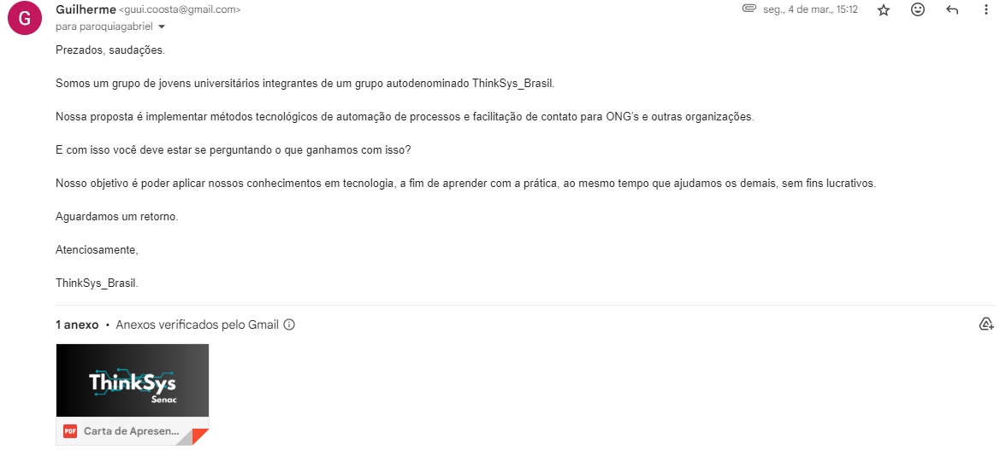 G
Guilherme <guui.coosta@gmail.com>
seg., 4 de mar., 15:12
para paroquiagabriel
Prezados, saudações.
Somos um grupo de jovens universitários integrantes de um grupo autodenominado ThinkSys_Brasil.
Nossa proposta é implementar métodos tecnológicos de automação de processos e facilitação de contato para ONG's e outras organizações.
E com isso você deve estar se perguntando o que ganhamos com isso?
Nosso objetivo é poder aplicar nossos conhecimentos em tecnologia, a fim de aprender com a prática, ao mesmo tempo que ajudamos os demais, sem fins lucrativos.
Aguardamos um retorno.
Atenciosamente,
ThinkSys_Brasil.
1 anexo • Anexos verificados pelo Gmail
ThinkSys
Senac
PDF Carta de Apresen...